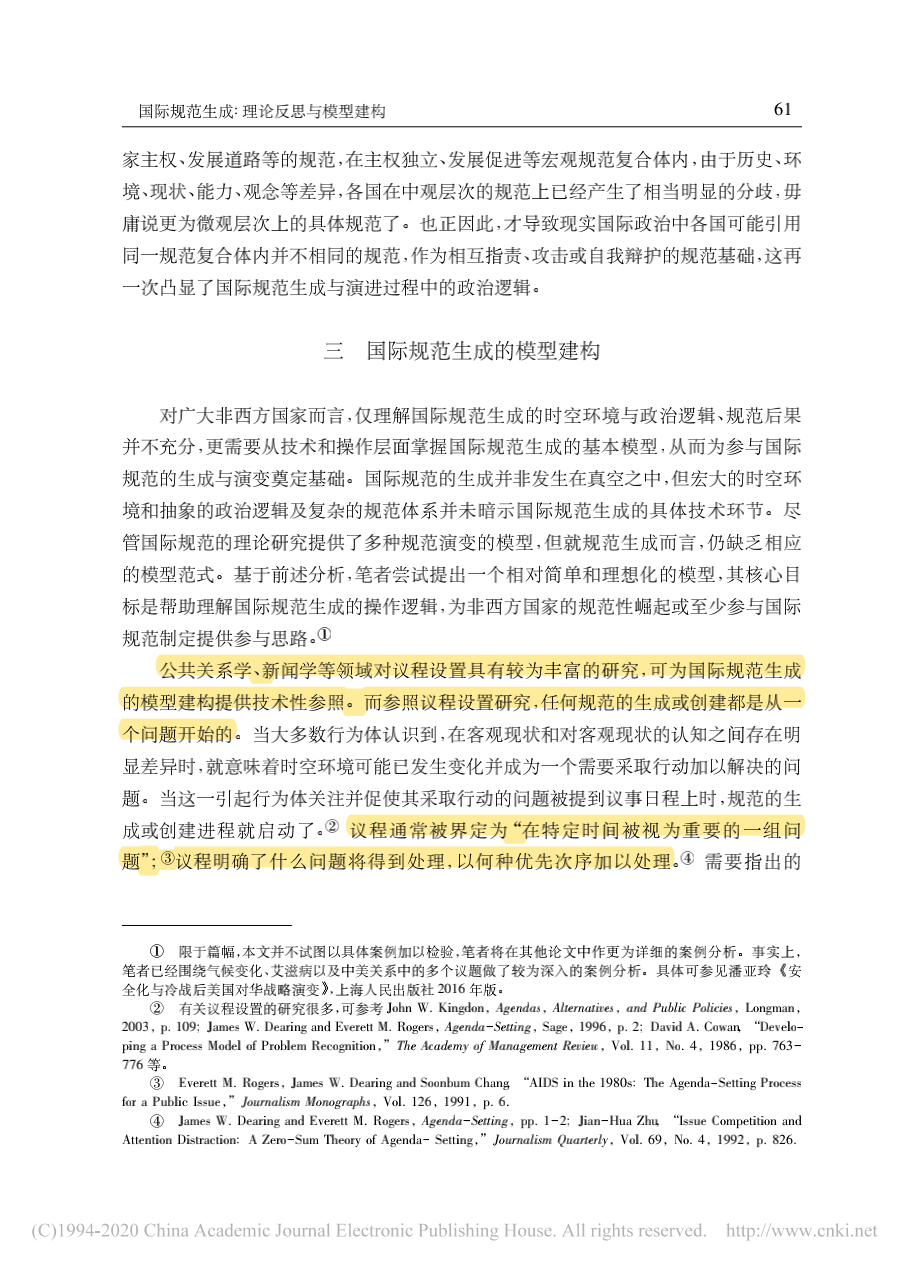 国际规范生成: 理论反思与模型建构 61
家主权、发展道路等的规范,在主权独立、发展促进等宏观规范复合体内,由于历史、环
境、现状、能力、观念等差异,各国在中观层次的规范上已经产生了相当明显的分歧,毋
庸说更为微观层次上的具体规范了。也正因此,才导致现实国际政治中各国可能引用
同一规范复合体内并不相同的规范,作为相互指责、攻击或自我辩护的规范基础,这再
一次凸显了国际规范生成与演进过程中的政治逻辑。
三 国际规范生成的模型建构
对广大非西方国家而言,仅理解国际规范生成的时空环境与政治逻辑、规范后果
并不充分,更需要从技术和操作层面掌握国际规范生成的基本模型,从而为参与国际
规范的生成与演变奠定基础。国际规范的生成并非发生在真空之中,但宏大的时空环
境和抽象的政治逻辑及复杂的规范体系并未暗示国际规范生成的具体技术环节。尽
管国际规范的理论研究提供了多种规范演变的模型,但就规范生成而言,仍缺乏相应
的模型范式。基于前述分析,笔者尝试提出一个相对简单和理想化的模型,其核心目
标是帮助理解国际规范生成的操作逻辑,为非西方国家的规范性崛起或至少参与国际
规范制定提供参与思路。①
公共关系学、新闻学等领域对议程设置具有较为丰富的研究,可为国际规范生成
的模型建构提供技术性参照。而参照议程设置研究,任何规范的生成或创建都是从一
个问题开始的。当大多数行为体认识到,在客观现状和对客观现状的认知之间存在明
显差异时,就意味着时空环境可能已发生变化并成为一个需要采取行动加以解决的问
题。当这一引起行为体关注并促使其采取行动的问题被提到议事日程上时,规范的生
成或创建进程就启动了。② 议程通常被界定为“在特定时间被视为重要的一组问
题”;③议程明确了什么问题将得到处理,以何种优先次序加以处理。④ 需要指出的
① 限于篇幅,本文并不试图以具体案例加以检验,笔者将在其他论文中作更为详细的案例分析。事实上,
笔者已经围绕气候变化、艾滋病以及中美关系中的多个议题做了较为深入的案例分析。具体可参见潘亚玲《安
全化与冷战后美国对华战略演变》,上海人民出版社 2016 年版。
② 有关议程设置的研究很多,可参考 John W. Kingdon, Agendas, Alternatives, and Public Policies, Longman,
2003, p. 109; James W. Dearing and Everett M. Rogers, Agenda-Setting, Sage, 1996, p. 2; David A. Cowan, “Develo-
ping a Process Model of Problem Recognition,” The Academy of Management Review, Vol. 11, No. 4, 1986, pp. 763-
776 等。
③ Everett M. Rogers, James W. Dearing and Soonbum Chang, “AIDS in the 1980s: The Agenda-Setting Process
for a Public Issue,” Journalism Monographs, Vol. 126, 1991, p. 6.
④ James W. Dearing and Everett M. Rogers, Agenda-Setting, pp. 1-2; Jian-Hua Zhu, “Issue Competition and
Attention Distraction: A Zero-Sum Theory of Agenda- Setting,” Journalism Quarterly, Vol. 69, No. 4, 1992, p. 826.
(C)1994-2020 China Academic Journal Electronic Publishing House. All rights reserved. http://www.cnki.net